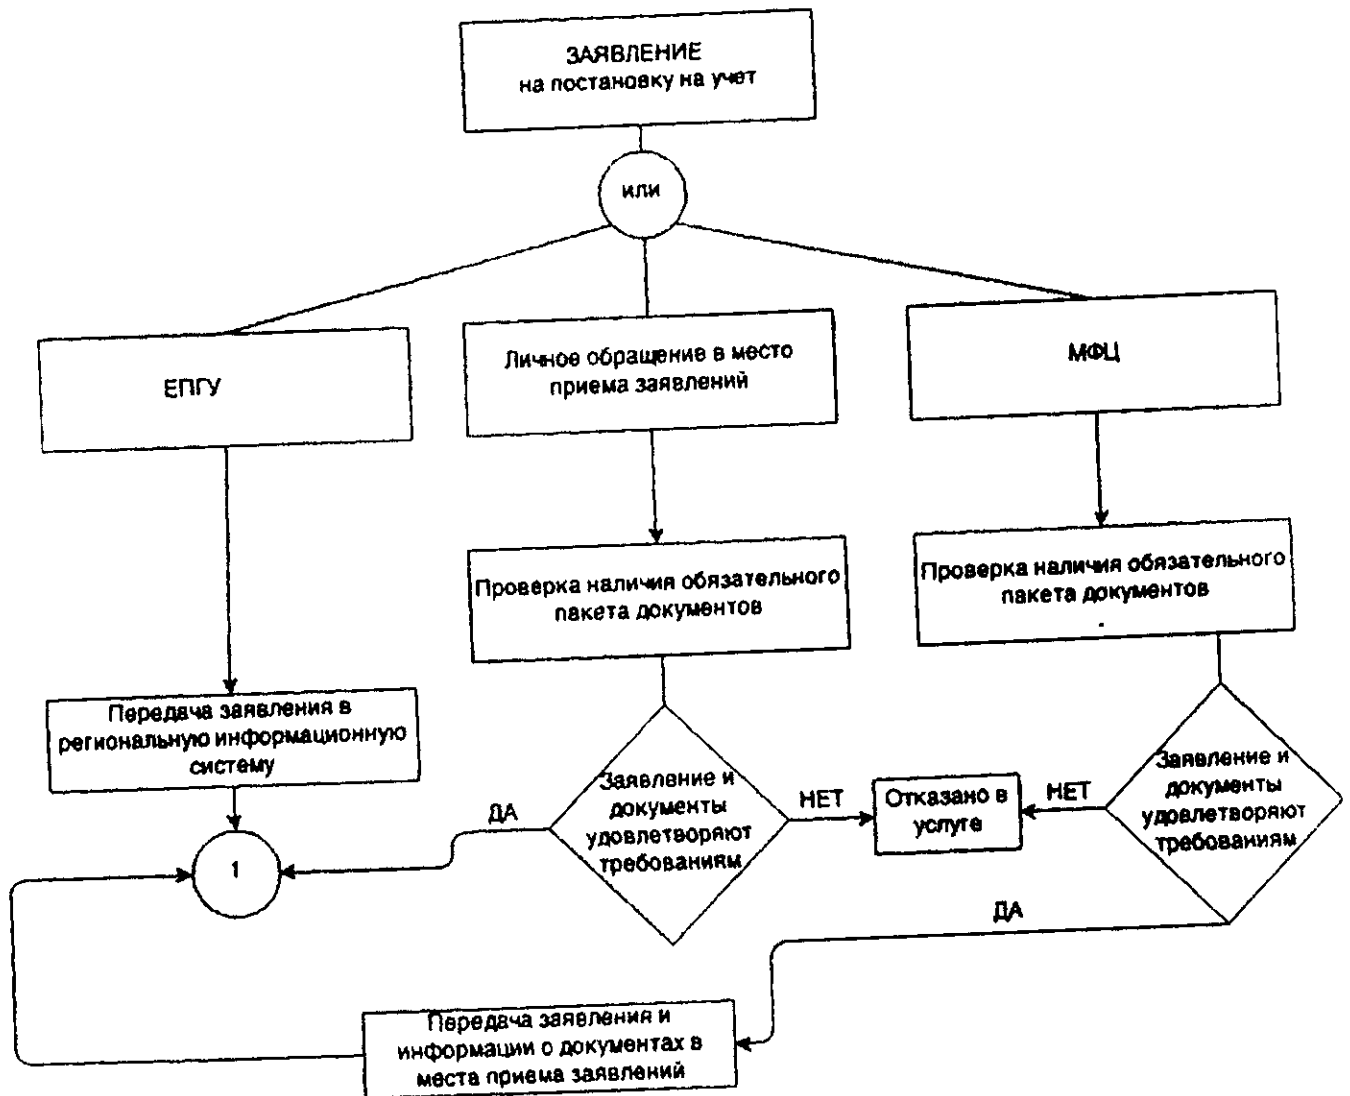 ЗАЯВЛЕНИЕ
на постановку на учет
или
ЕПГУ
Личное обращение в место
приема заявлений
МФЦ
Проверка наличия обязательного
пакета документов
Проверка наличия обязательного
пакета документов
Передача заявления в
региональную информационную
систему
Заявление и
документы
удовлетворяют
требованиям
Заявление и
документы
удовлетворяют
требованиям
ДА
НЕТ
Отказано в
услуге
НЕТ
1
ДА
Передача заявления и
информации о документах в
места приема заявлений